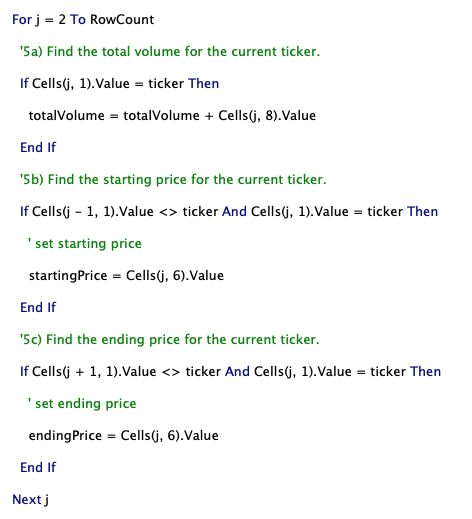 For j = 2 To RowCount
'5a) Find the total volume for the current ticker.
If Cells(j, 1).Value = ticker Then
totalVolume = totalVolume + Cells(j, 8).Value
End If
'5b) Find the starting price for the current ticker.
If Cells(j - 1, 1).Value <> ticker And Cells(j, 1).Value = ticker Then
' set starting price
startingPrice = Cells(j, 6).Value
End If
'5c) Find the ending price for the current ticker.
If Cells(j + 1, 1).Value <> ticker And Cells(j, 1).Value = ticker Then
' set ending price
endingPrice = Cells(j, 6).Value
End If
Next j